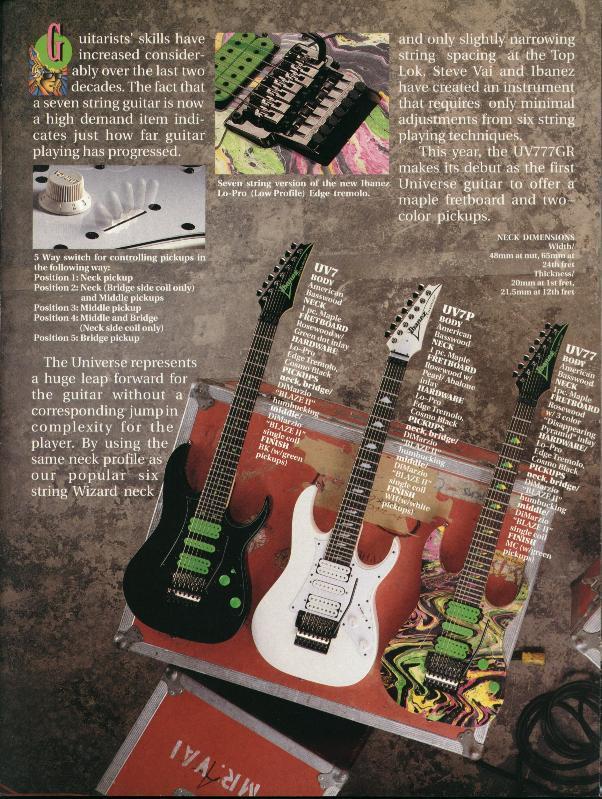 Guitarists' skills have
increased consider-
ably over the last two
decades. The fact that
a seven string guitar is now
a high demand item indi-
cates just how far guitar
playing has progressed.
5 Way switch for controlling pickups in
the following way:
Position 1: Neck pickup
Position 2: Neck (Bridge side coil only)
and Middle pickups
Position 3: Middle pickup
Position 4: Middle and Bridge
(Neck side coil only)
Position 5: Bridge pickup
The Universe represents
a huge leap forward for
the guitar without a
corresponding jump in
complexity for the
player. By using the
same neck profile as
our popular six
string Wizard neck
Seven string version of the new Ibanez
Lo-Pro (Low Profile) Edge tremolo.
and only slightly narrowing
string spacing at the Top
Lok, Steve Vai and Ibanez
have created an instrument
that requires only minimal
adjustments from six string
playing techniques.
This year, the UV777GR
makes its debut as the first
Universe guitar to offer a
maple fretboard and two-
color pickups.
NECK DIMENSIONS
Width/
48mm at nut, 65mm at
24th fret
Thickness/
20mm at 1st fret,
21.5mm at 12th fret
UV7
BODY
American
Basswood
NECK
1 pc. Maple
FRETBOARD
Rosewood w/
Green dot inlay
HARDWARE
Lo-Pro
Edge Tremolo,
Cosmo Black
PICKUPS
neck, bridge/
DiMarzio
"BLAZE II"
humbucking
middle/
DiMarzio
"BLAZE II"
single coil
FINISH
BK (w/green
pickups)
UV7P
BODY
American
Basswood
NECK
1 pc. Maple
FRETBOARD
Rosewood w/
Pearl/Abalone
inlay
HARDWARE
Lo-Pro
Edge Tremolo,
Cosmo Black
PICKUPS
neck, bridge/
DiMarzio
"BLAZE II"
humbucking
middle/
DiMarzio
"BLAZE II"
single coil
FINISH
WH(w/white
pickups)
UV77
BODY
American
Basswood
NECK
1 pc. Maple
FRETBOARD
Rosewood
w/3 color
"Disappearing
Pyramid" inlay
HARDWARE/
Lo-Pro
Edge Tremolo,
Cosmo Black
PICKUPS
neck, bridge/
DiMarzio
"BLAZE II"
humbucking
middle/
DiMarzio
"BLAZE II"
single coil
FINISH
MC (w/green
pickups)
Ibanez
MR. VAI